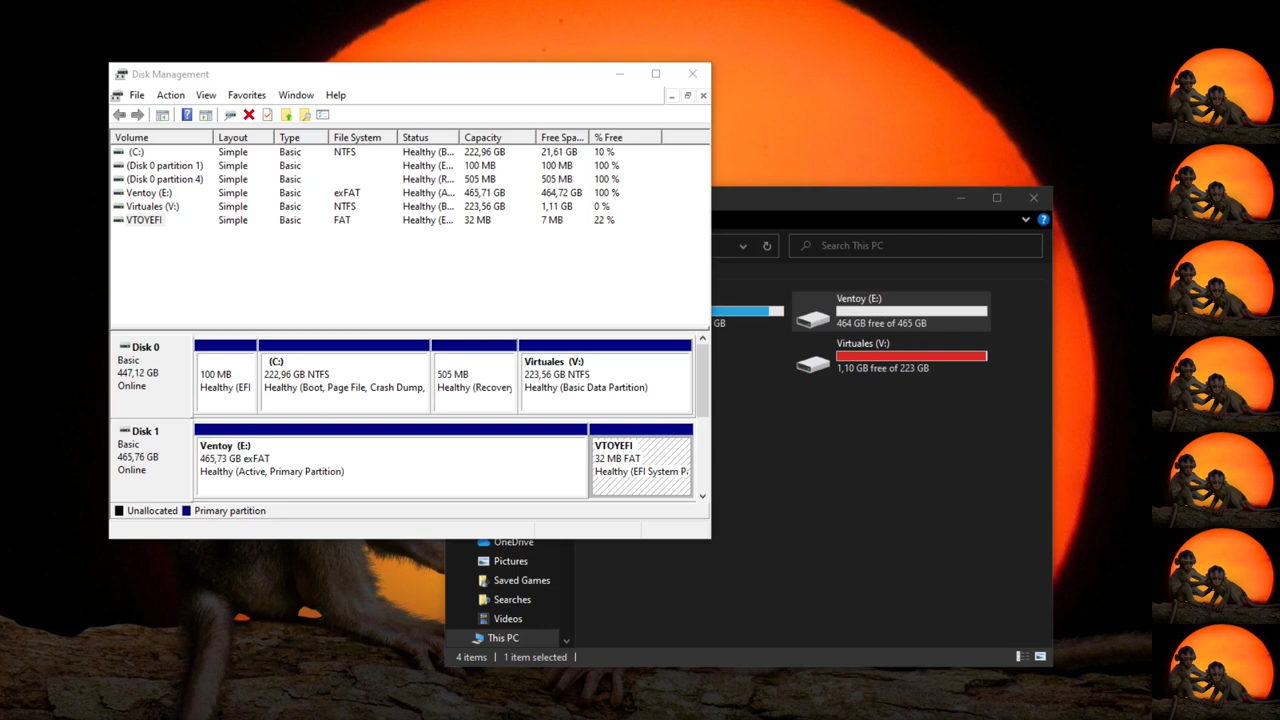 Disk Management
File Action View Favorites Window Help
Volume Layout Type File System Status Capacity Free Spa... % Free
(C:) Simple Basic NTFS Healthy (B... 222,96 GB 21,61 GB 10 %
(Disk 0 partition 1) Simple Basic Healthy (E... 100 MB 100 MB 100 %
(Disk 0 partition 4) Simple Basic Healthy (R... 505 MB 505 MB 100 %
Ventoy (E:) Simple Basic exFAT Healthy (A... 465,71 GB 464,72 GB 100 %
Virtuales (V:) Simple Basic NTFS Healthy (B... 223,56 GB 1,11 GB 0 %
VTOYEFI Simple Basic FAT Healthy (E... 32 MB 7 MB 22 %
Disk 0
Basic
447,12 GB
Online
100 MB
Healthy (EFI
(C:)
222,96 GB NTFS
Healthy (Boot, Page File, Crash Dump,
505 MB
Healthy (Recovery
Virtuales (V:)
223,56 GB NTFS
Healthy (Basic Data Partition)
Disk 1
Basic
465,76 GB
Online
Ventoy (E:)
465,73 GB exFAT
Healthy (Active, Primary Partition)
VTOYEFI
32 MB FAT
Healthy (EFI System Pa
Unallocated Primary partition
Search This PC
GB
Ventoy (E:)
464 GB free of 465 GB
Virtuales (V:)
1,10 GB free of 223 GB
OneDrive
Pictures
Saved Games
Searches
Videos
This PC
4 items 1 item selected